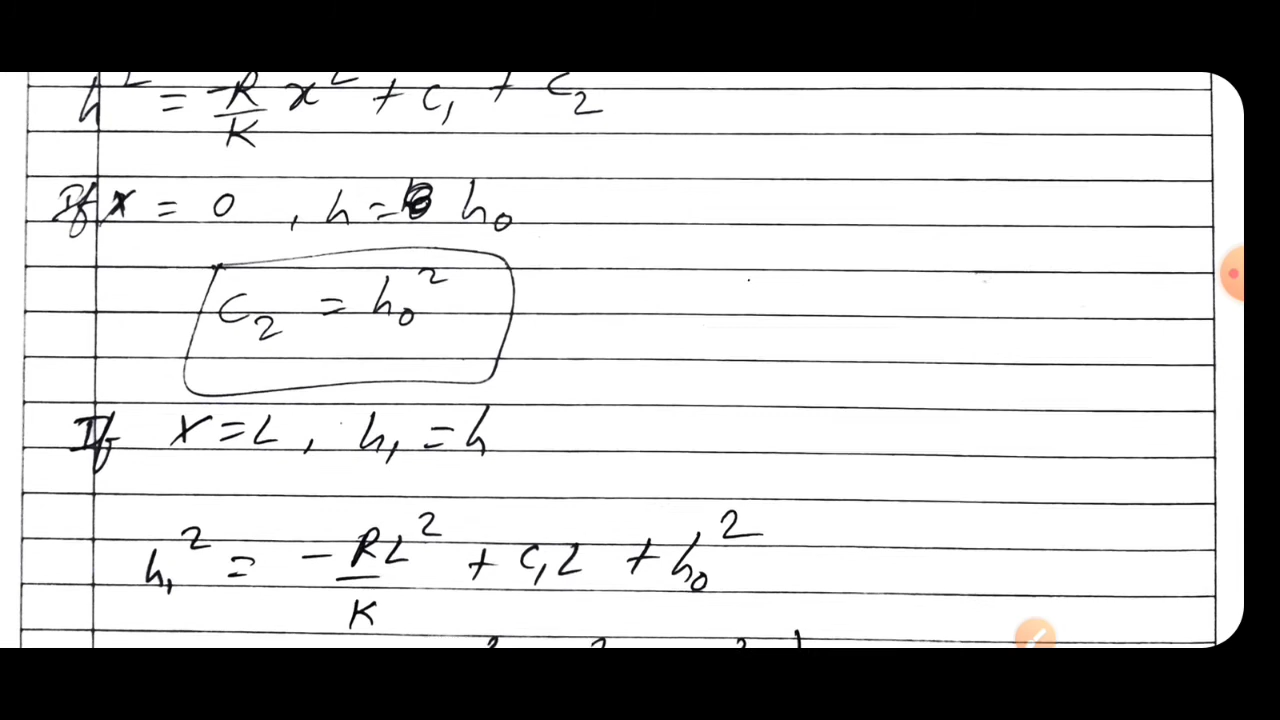 h² = -R/K x² + C₁ + C₂
If x = 0 , h = h₀
C₂ = h₀²
If x = L , h₁ = h
h₁² = -RL²/K + C₁L + h₀²